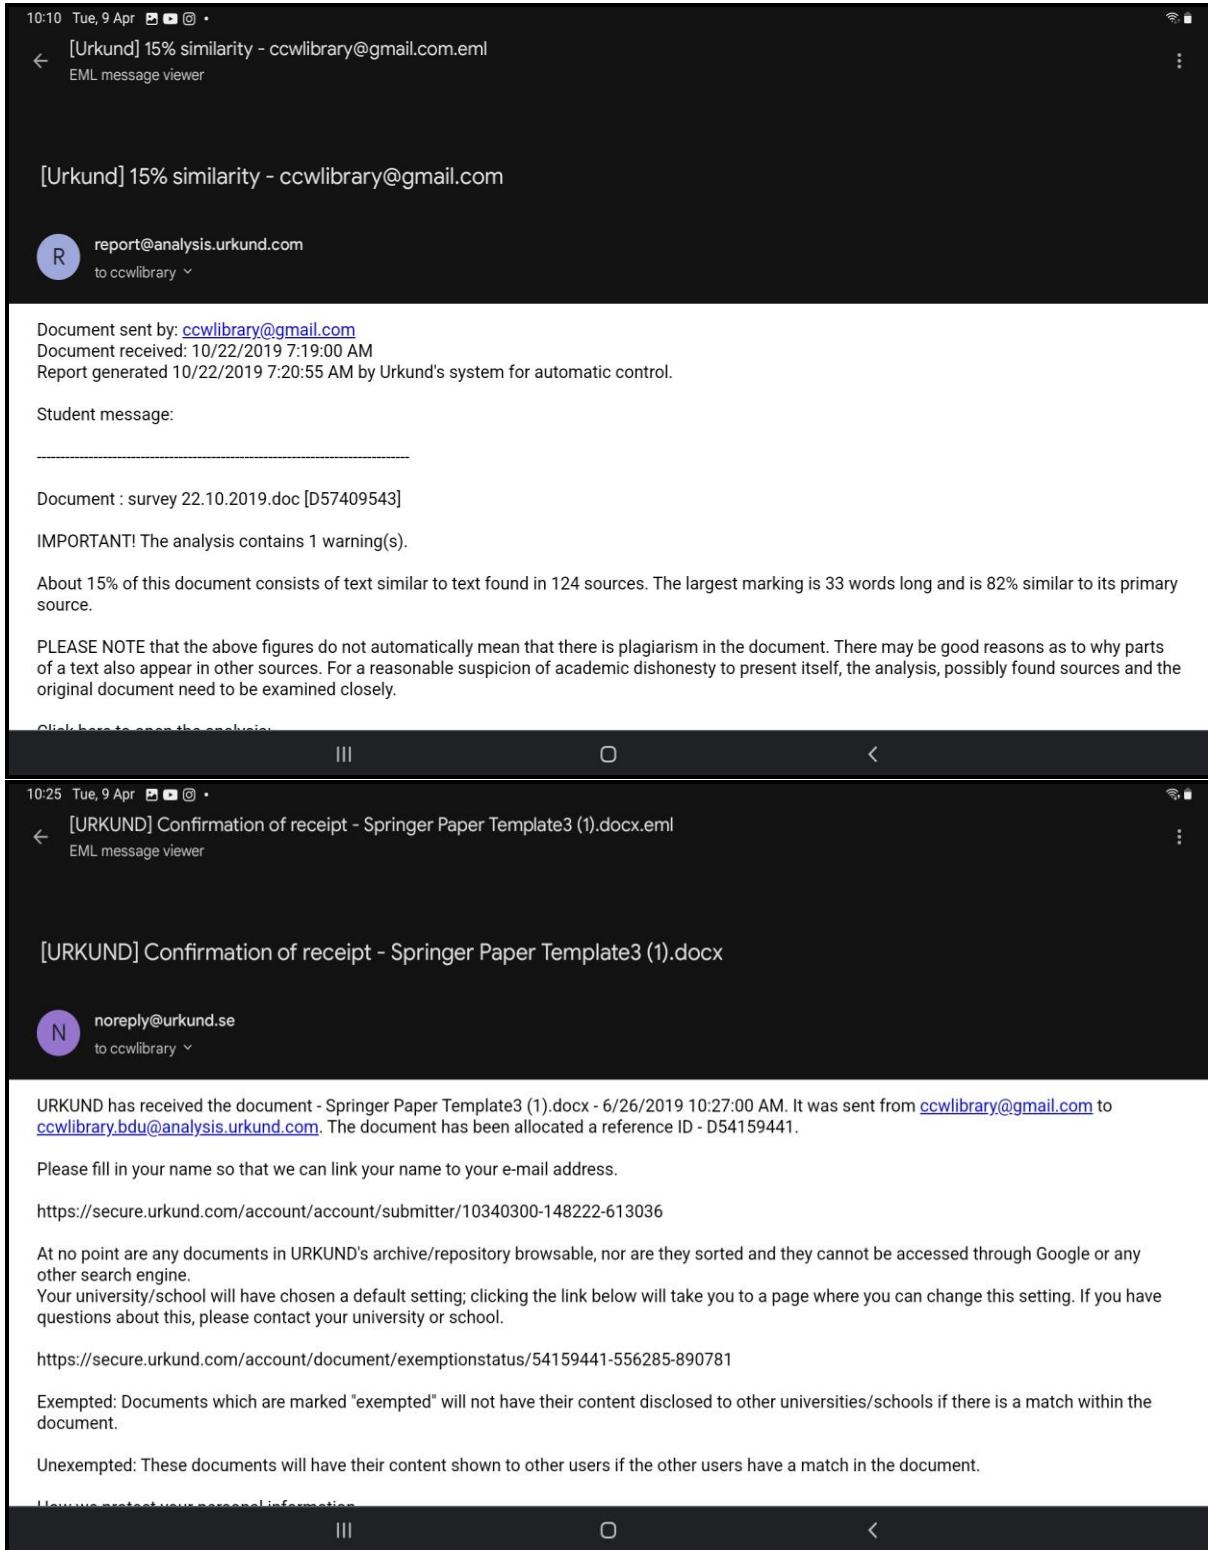 10:10 Tue, 9 Apr
[Urkund] 15% similarity - ccwlibrary@gmail.com.eml
EML message viewer
[Urkund] 15% similarity - ccwlibrary@gmail.com
R
report@analysis.urkund.com
to ccwlibrary
Document sent by: ccwlibrary@gmail.com
Document received: 10/22/2019 7:19:00 AM
Report generated 10/22/2019 7:20:55 AM by Urkund's system for automatic control.
Student message:
--------------------------------------------------------------------------------
Document : survey 22.10.2019.doc [D57409543]
IMPORTANT! The analysis contains 1 warning(s).
About 15% of this document consists of text similar to text found in 124 sources. The largest marking is 33 words long and is 82% similar to its primary
source.
PLEASE NOTE that the above figures do not automatically mean that there is plagiarism in the document. There may be good reasons as to why parts
of a text also appear in other sources. For a reasonable suspicion of academic dishonesty to present itself, the analysis, possibly found sources and the
original document need to be examined closely.
Click here to open the analysis:
10:25 Tue, 9 Apr
[URKUND] Confirmation of receipt - Springer Paper Template3 (1).docx.eml
EML message viewer
[URKUND] Confirmation of receipt - Springer Paper Template3 (1).docx
N
noreply@urkund.se
to ccwlibrary
URKUND has received the document - Springer Paper Template3 (1).docx - 6/26/2019 10:27:00 AM. It was sent from ccwlibrary@gmail.com to
ccwlibrary.bdu@analysis.urkund.com. The document has been allocated a reference ID - D54159441.
Please fill in your name so that we can link your name to your e-mail address.
https://secure.urkund.com/account/account/submitter/10340300-148222-613036
At no point are any documents in URKUND's archive/repository browsable, nor are they sorted and they cannot be accessed through Google or any
other search engine.
Your university/school will have chosen a default setting; clicking the link below will take you to a page where you can change this setting. If you have
questions about this, please contact your university or school.
https://secure.urkund.com/account/document/exemptionstatus/54159441-556285-890781
Exempted: Documents which are marked "exempted" will not have their content disclosed to other universities/schools if there is a match within the
document.
Unexempted: These documents will have their content shown to other users if the other users have a match in the document.
How we protect your personal information